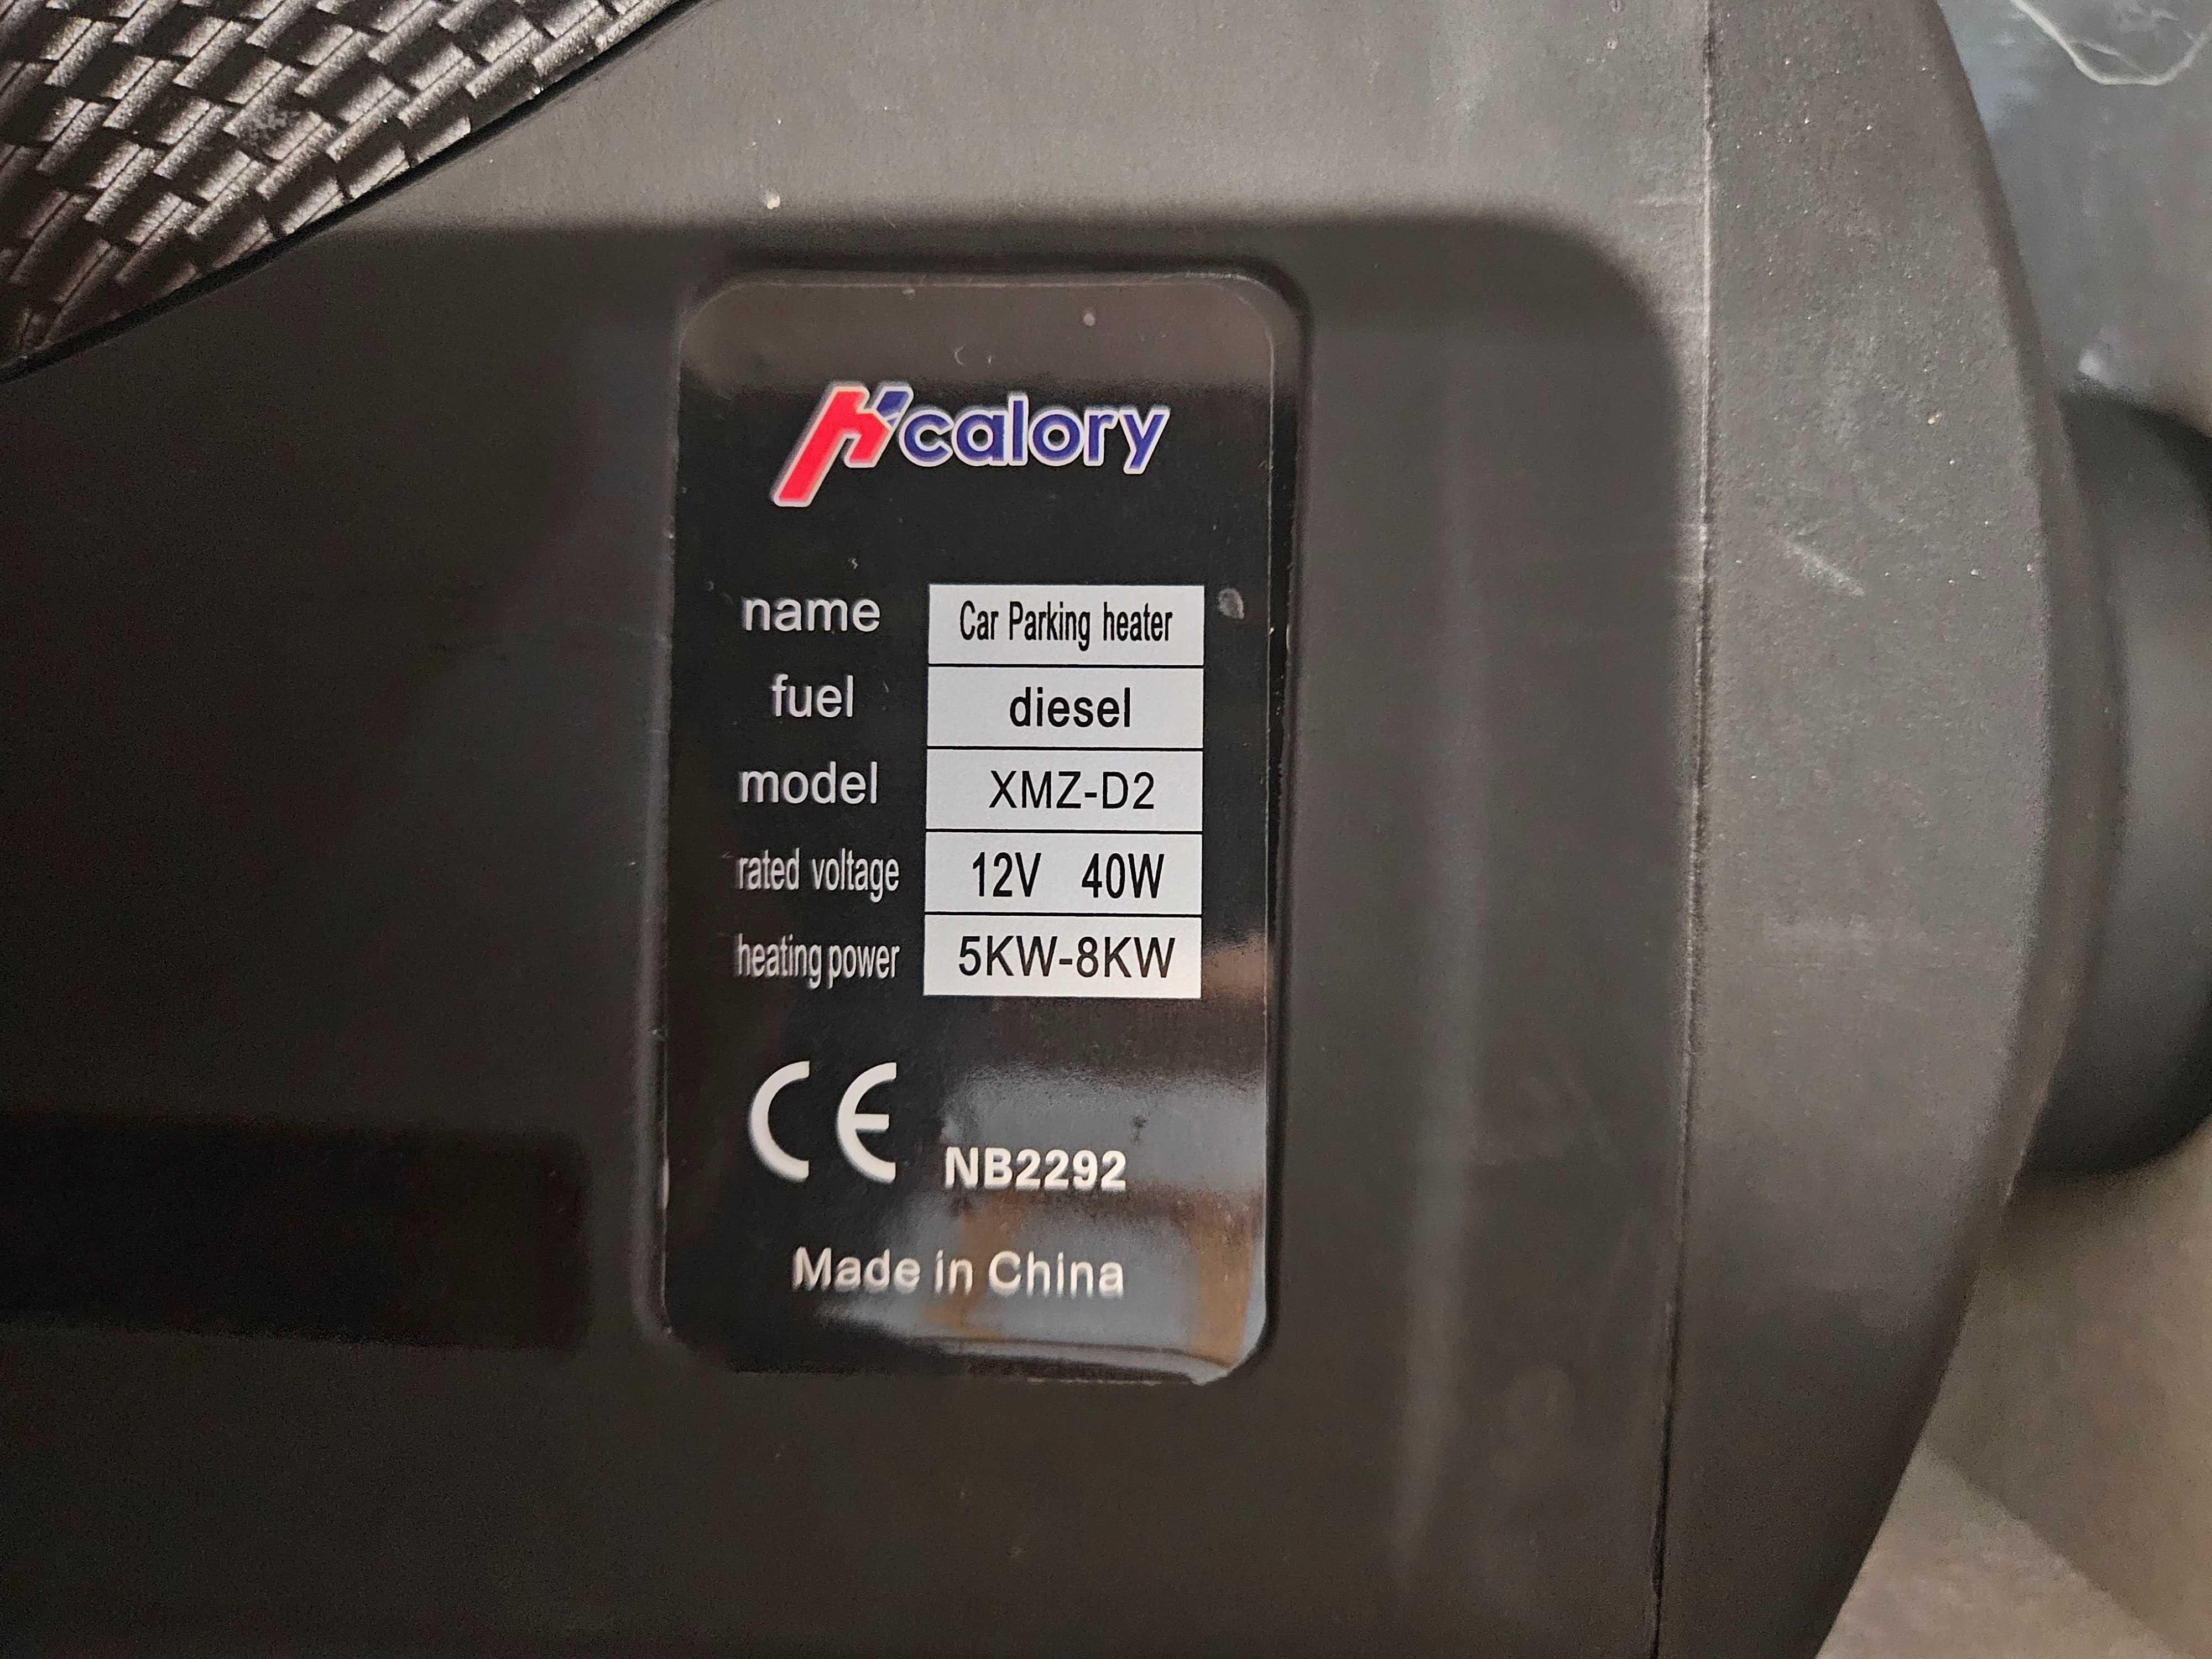 Hcalory
name Car Parking heater
fuel diesel
model XMZ-D2
rated voltage 12V 40W
heating power 5KW-8KW
CE NB2292
Made in China